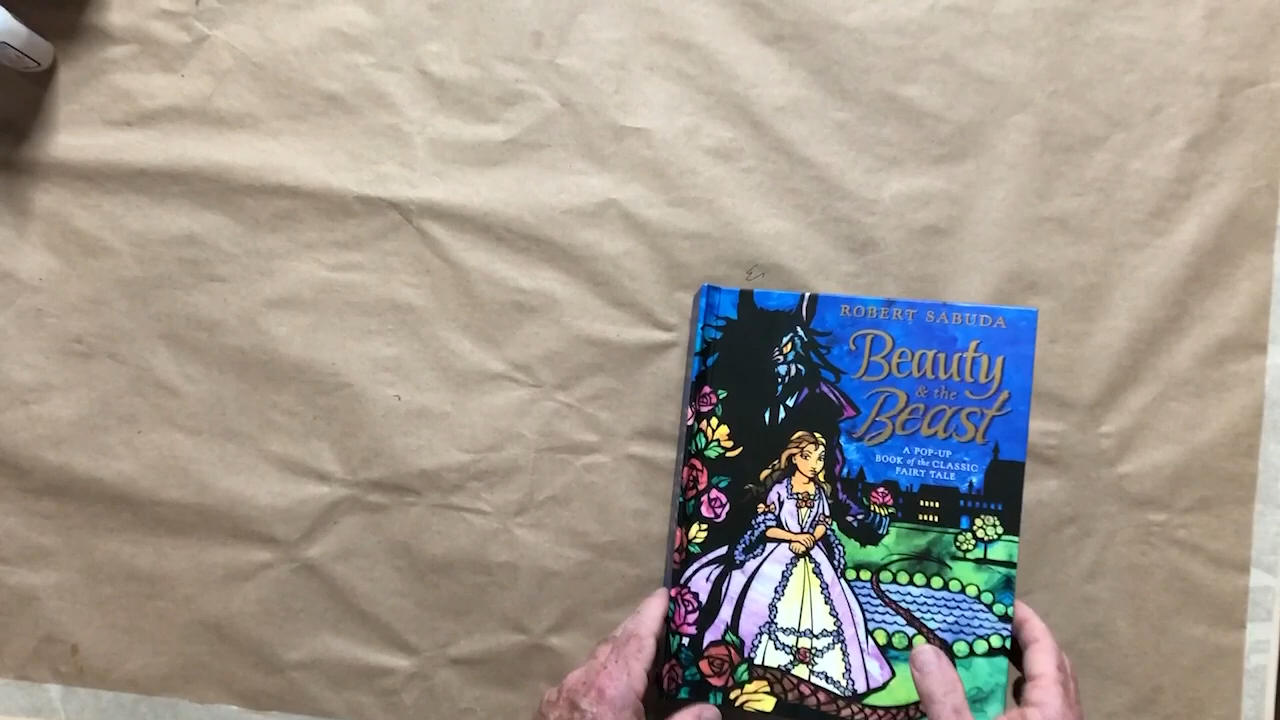 ROBERT SABUDA
Beauty
& the
Beast
A POP-UP
BOOK of the CLASSIC
FAIRY TALE